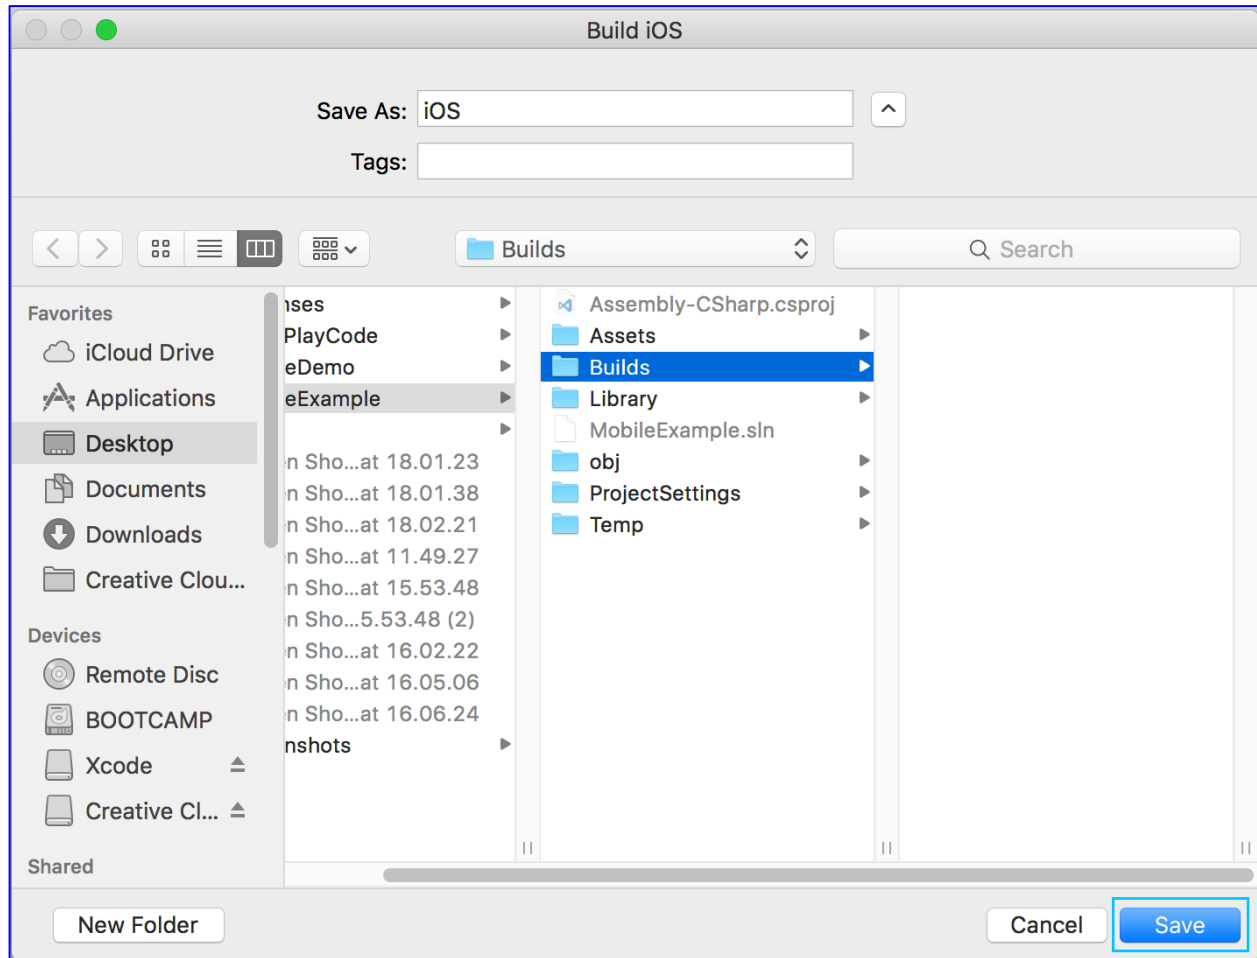 Build iOS
Save As: iOS
Tags:
Builds
Search
Favorites
iCloud Drive
Applications
Desktop
Documents
Downloads
Creative Clou...
Devices
Remote Disc
BOOTCAMP
Xcode
Creative Cl...
Shared
nses
PlayCode
eDemo
eExample
n Sho...at 18.01.23
n Sho...at 18.01.38
n Sho...at 18.02.21
n Sho...at 11.49.27
n Sho...at 15.53.48
n Sho...5.53.48 (2)
n Sho...at 16.02.22
n Sho...at 16.05.06
n Sho...at 16.06.24
nshots
Assembly-CSharp.csproj
Assets
Builds
Library
MobileExample.sln
obj
ProjectSettings
Temp
New Folder
Cancel
Save